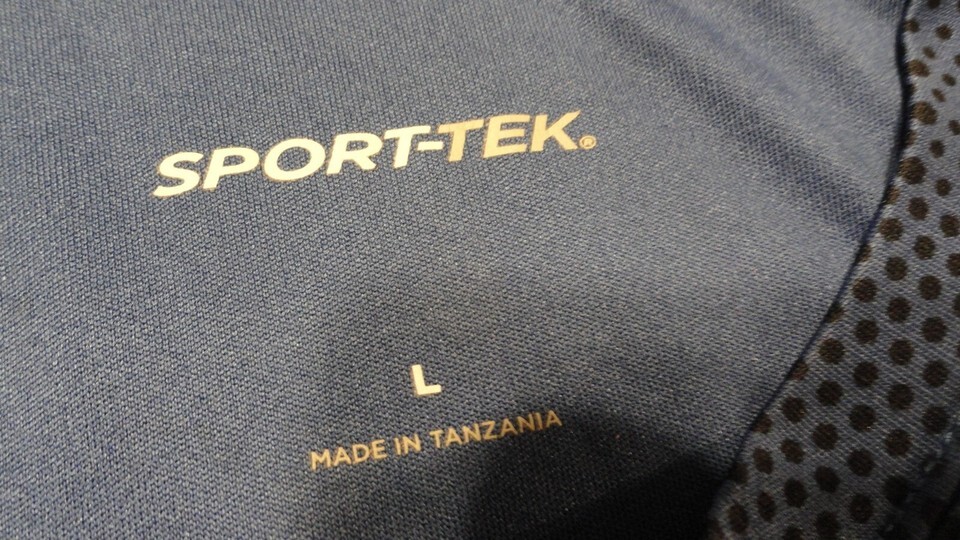 SPORT-TEK®
L
MADE IN TANZANIA